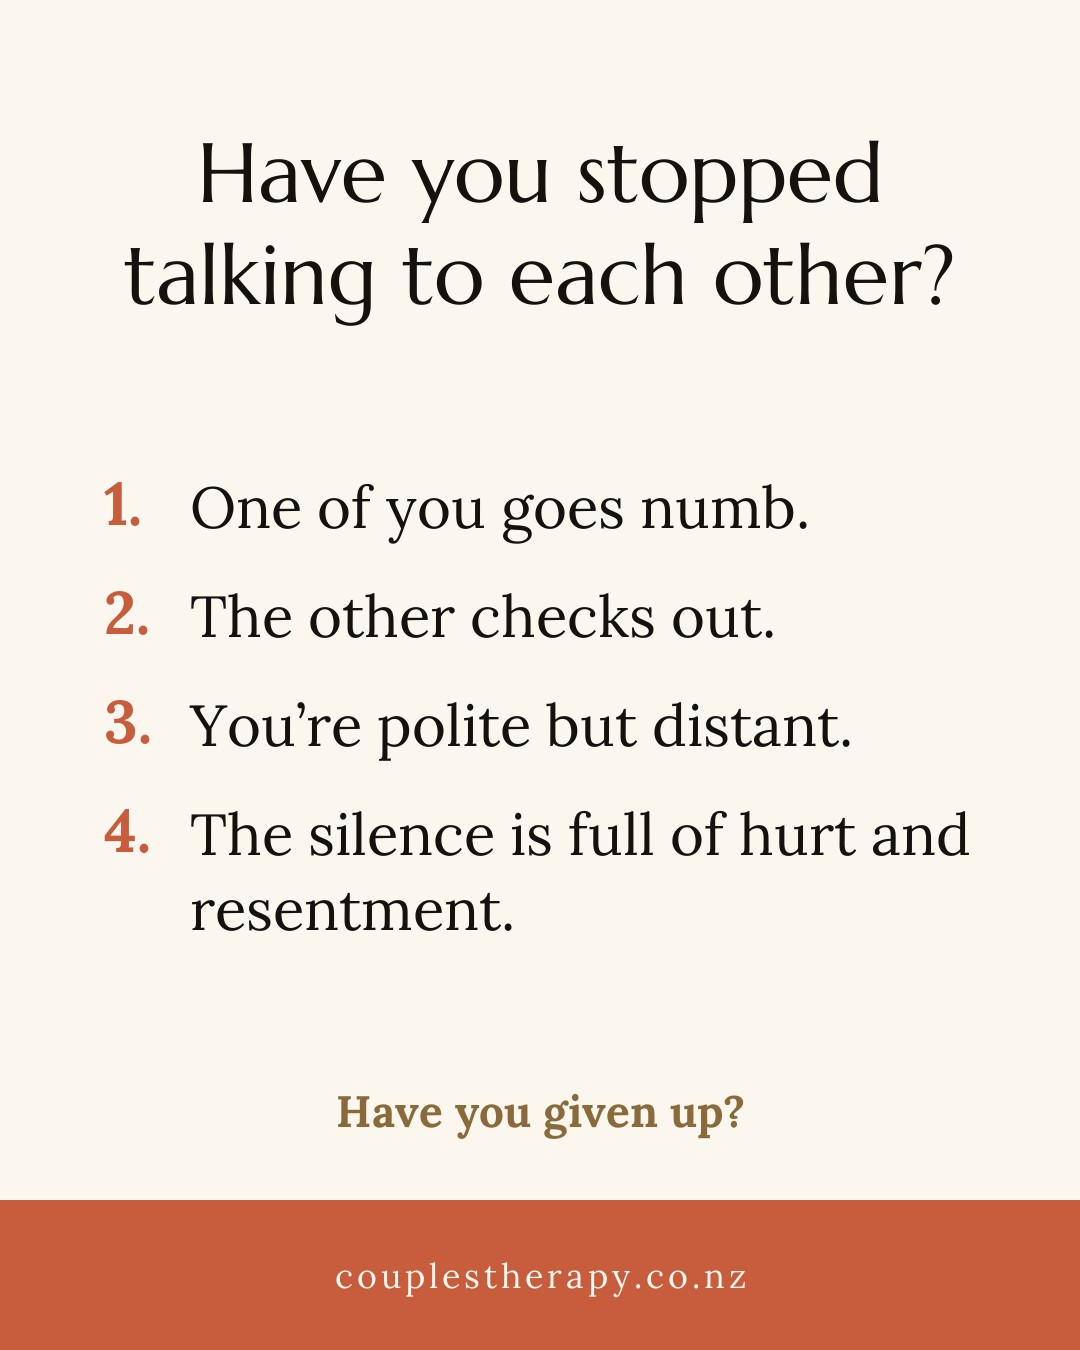 Have you stopped
talking to each other?
1. One of you goes numb.
2. The other checks out.
3. You’re polite but distant.
4. The silence is full of hurt and
resentment.
Have you given up?
couplestherapy.co.nz